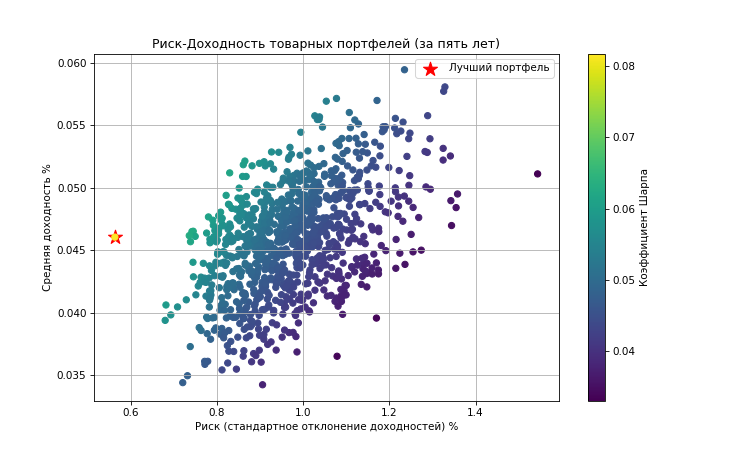 Риск-Доходность товарных портфелей (за пять лет)
Лучший портфель
Средняя доходность %
0.060
0.055
0.050
0.045
0.040
0.035
0.6 0.8 1.0 1.2 1.4
Риск (стандартное отклонение доходностей) %
0.08
0.07
0.06
0.05
0.04
Коэффициент Шарпа